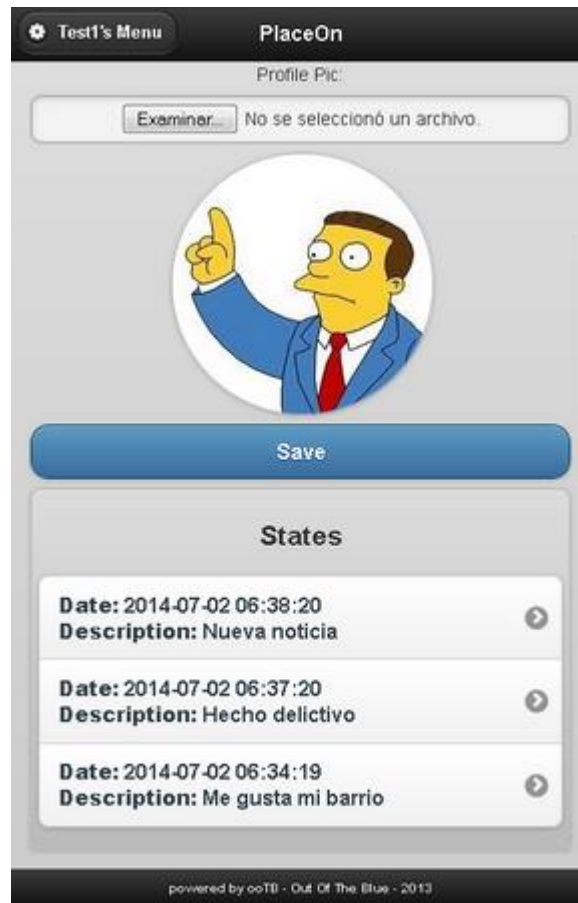 Test1's Menu
PlaceOn
Profile Pic:
Examinar... No se seleccionó un archivo.
Save
States
Date: 2014-07-02 06:38:20
Description: Nueva noticia
Date: 2014-07-02 06:37:20
Description: Hecho delictivo
Date: 2014-07-02 06:34:19
Description: Me gusta mi barrio
powered by ooTB - Out Of The Blue - 2013